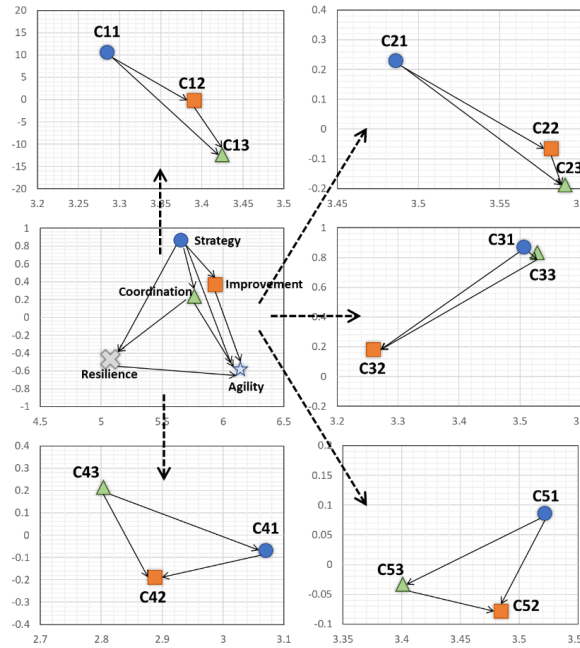 20
15
10
5
0
-5
-10
-15
-20
C11
C12
C13
3.2 3.25 3.3 3.35 3.4 3.45 3.5
0.4
0.3
0.2
0.1
0
-0.1
-0.2
C21
C22
C23
3.45 3.5 3.55 3.6
1
0.8
0.6
0.4
0.2
0
-0.2
-0.4
-0.6
-0.8
-1
Strategy
Improvement
Coordination
Resilience
Agility
4.5 5 5.5 6 6.5
1
0.8
0.6
0.4
0.2
0
C31
C33
C32
3.2 3.3 3.4 3.5 3.6
0.4
0.3
0.2
0.1
0
-0.1
-0.2
-0.3
-0.4
C43
C41
C42
2.7 2.8 2.9 3 3.1
0.2
0.15
0.1
0.05
0
-0.05
-0.1
C51
C53
C52
3.35 3.4 3.45 3.5 3.55